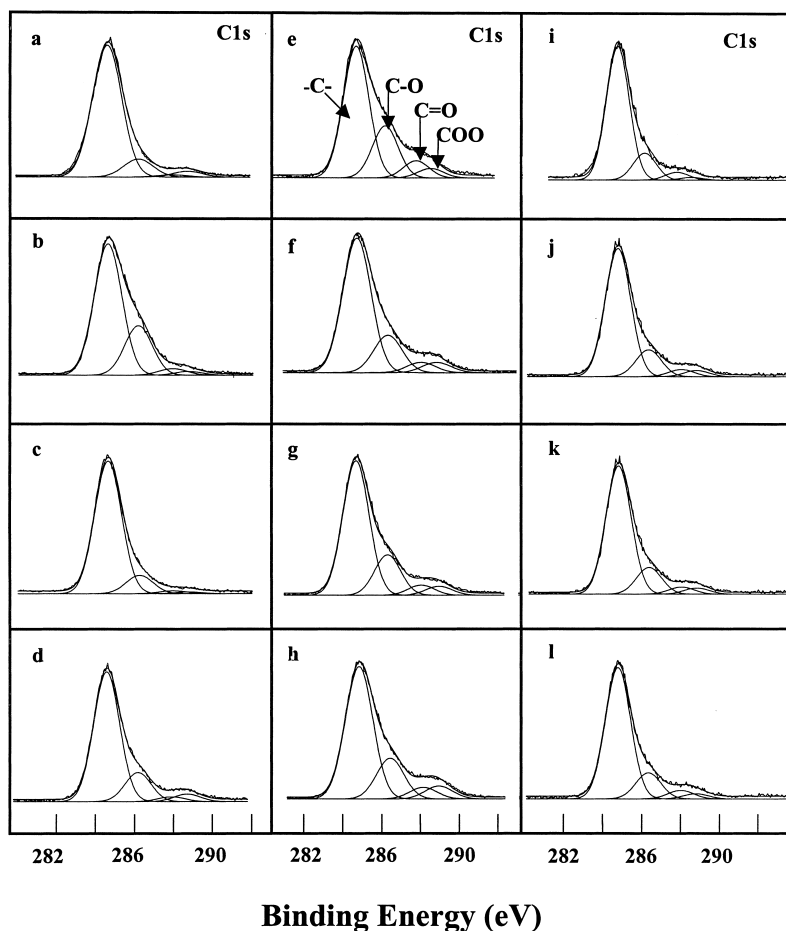 a C1s e C1s i C1s
-C- C-O
C=O
COO
b f j
c g k
d h l
282 286 290 282 286 290 282 286 290
Binding Energy (eV)